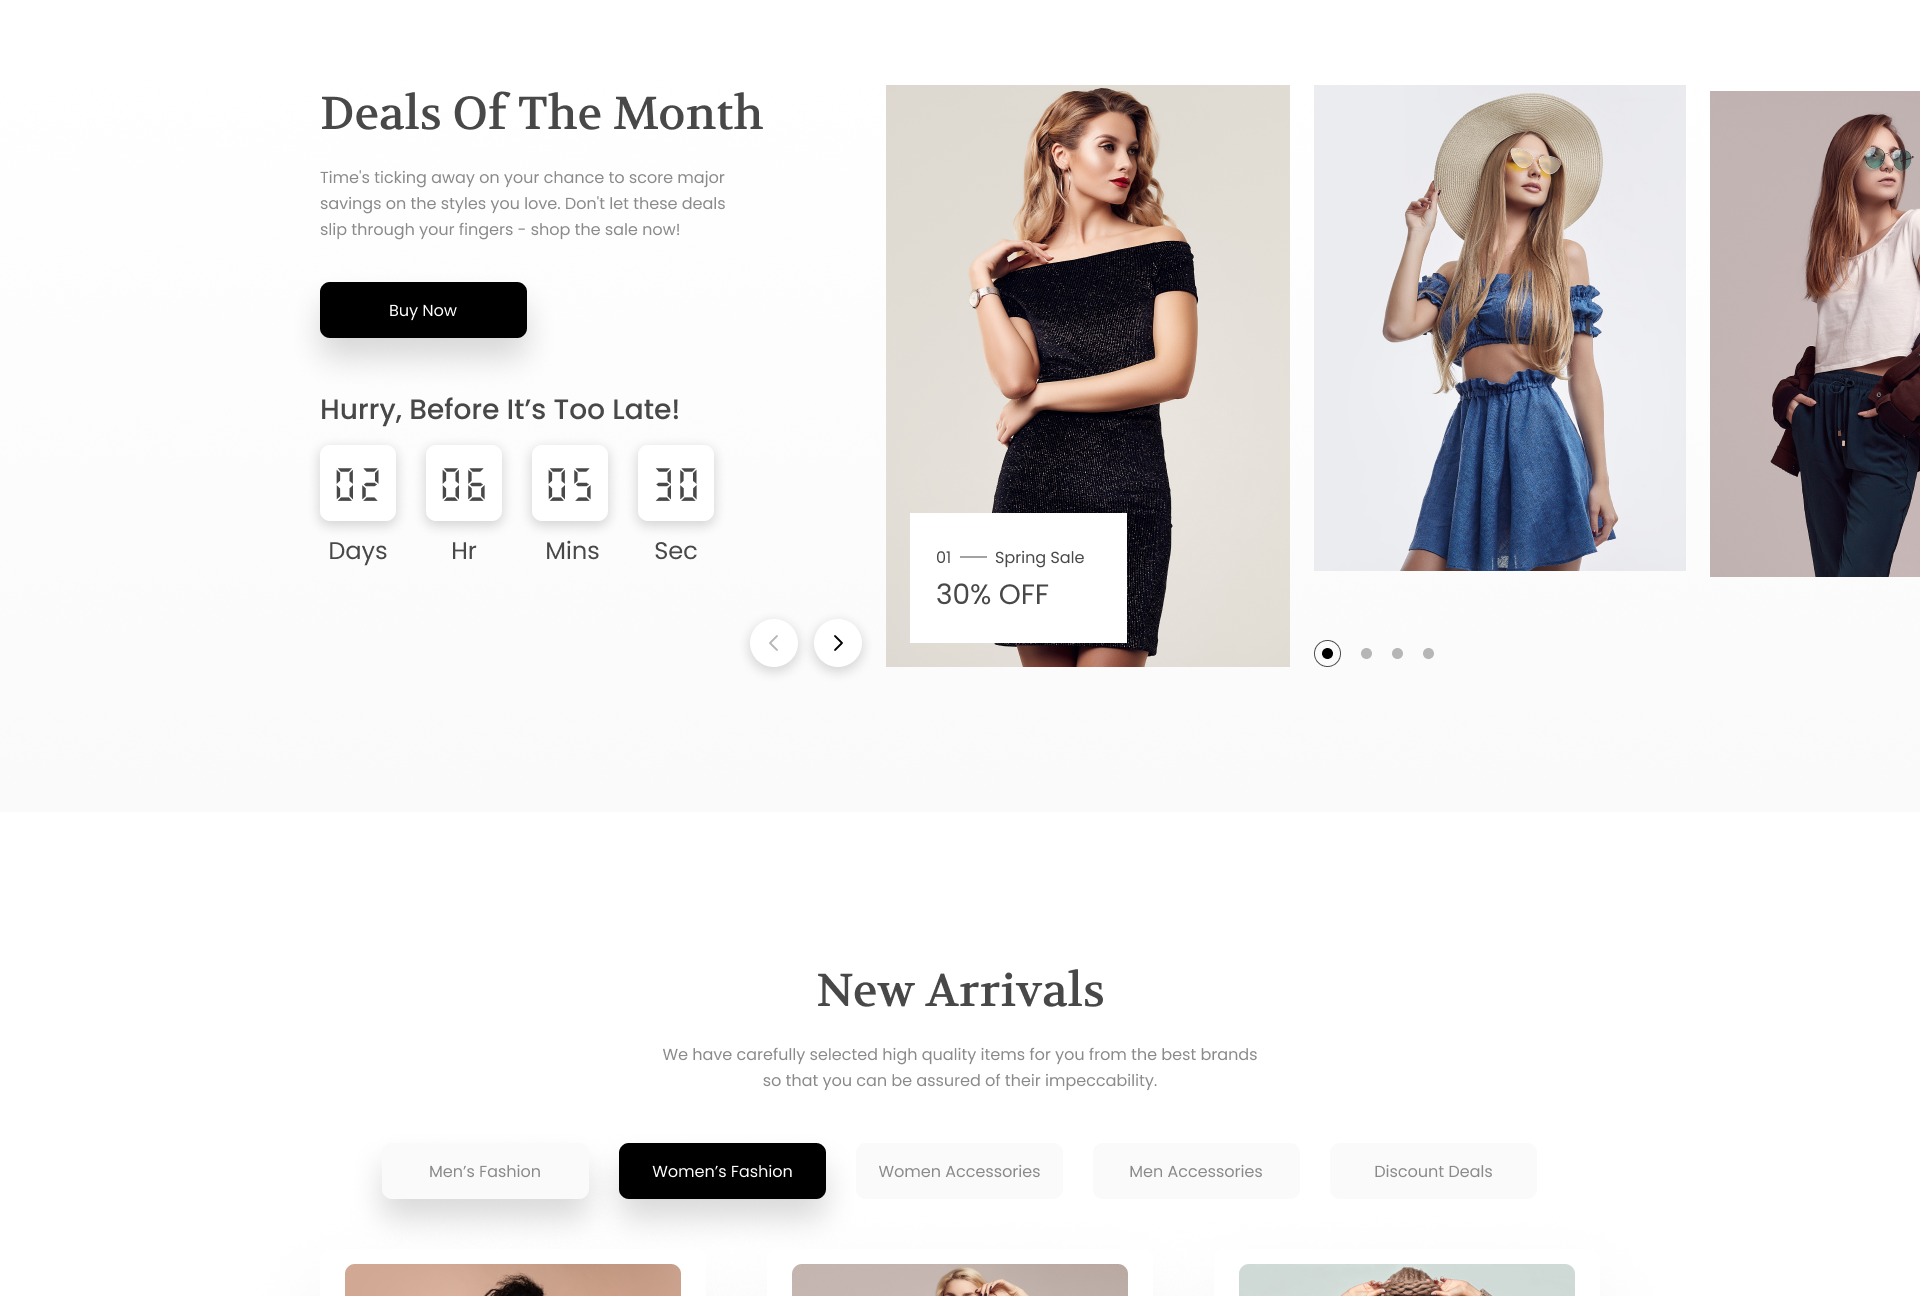 Deals Of The Month
Time's ticking away on your chance to score major
savings on the styles you love. Don't let these deals
slip through your fingers - shop the sale now!
Buy Now
Hurry, Before It’s Too Late!
02 06 05 30
Days Hr Mins Sec
01 Spring Sale
30% OFF
New Arrivals
We have carefully selected high quality items for you from the best brands
so that you can be assured of their impeccability.
Men’s Fashion
Women’s Fashion
Women Accessories
Men Accessories
Discount Deals